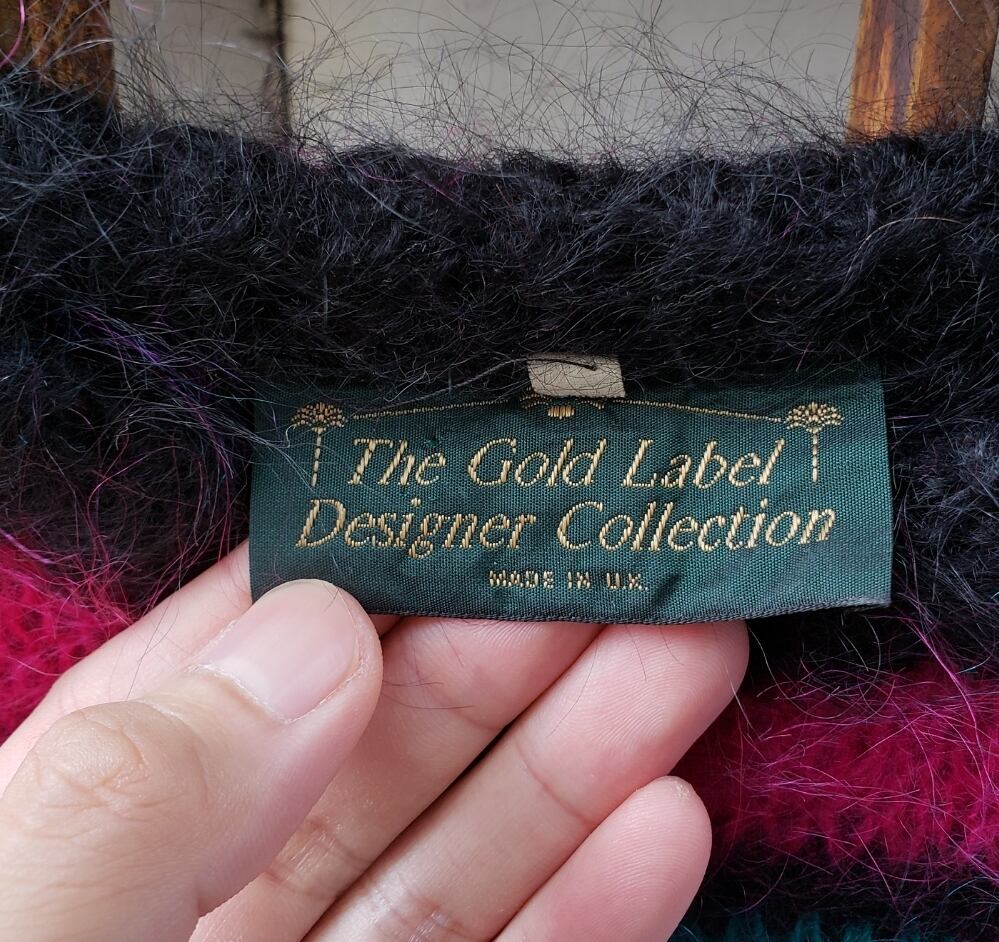 The Gold Label
Designer Collection
MADE IN U.K.